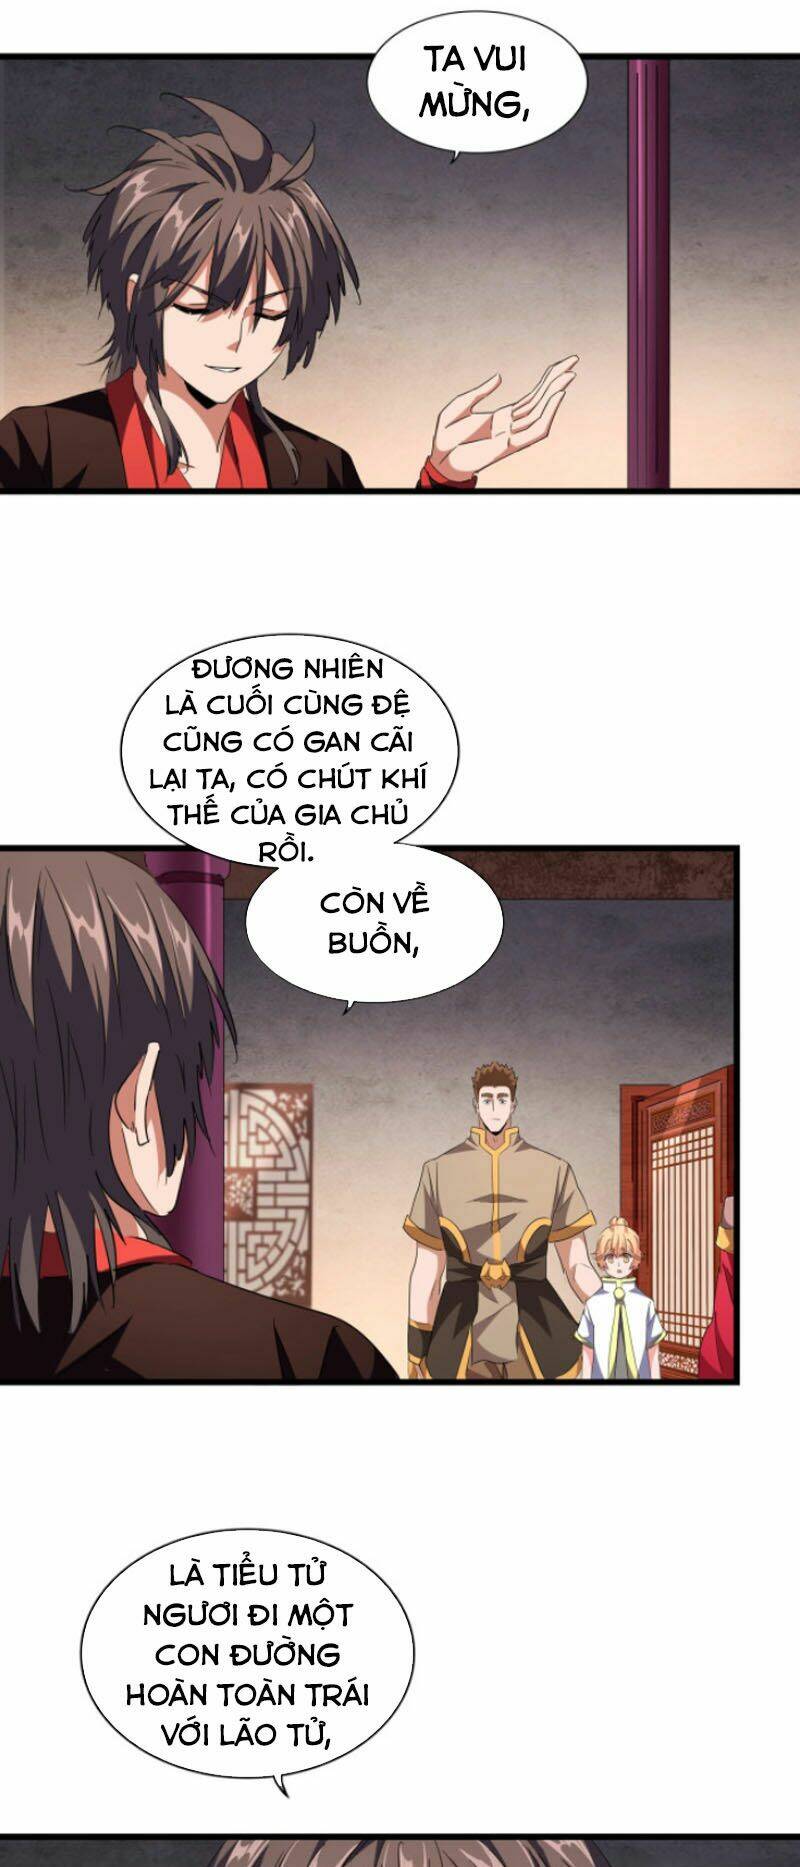 TA VUI
MỪNG,
ĐƯƠNG NHIÊN
LÀ CUỐI CÙNG ĐỆ
CŨNG CÓ GAN CÃI
LẠI TA, CÓ CHÚT KHÍ
THẾ CỦA GIA CHỦ
RỒI.
CÒN VỀ
BUỒN,
LÀ TIỂU TỬ
NGƯƠI ĐI MỘT
CON ĐƯỜNG
HOÀN TOÀN TRÁI
VỚI LÃO TỬ,